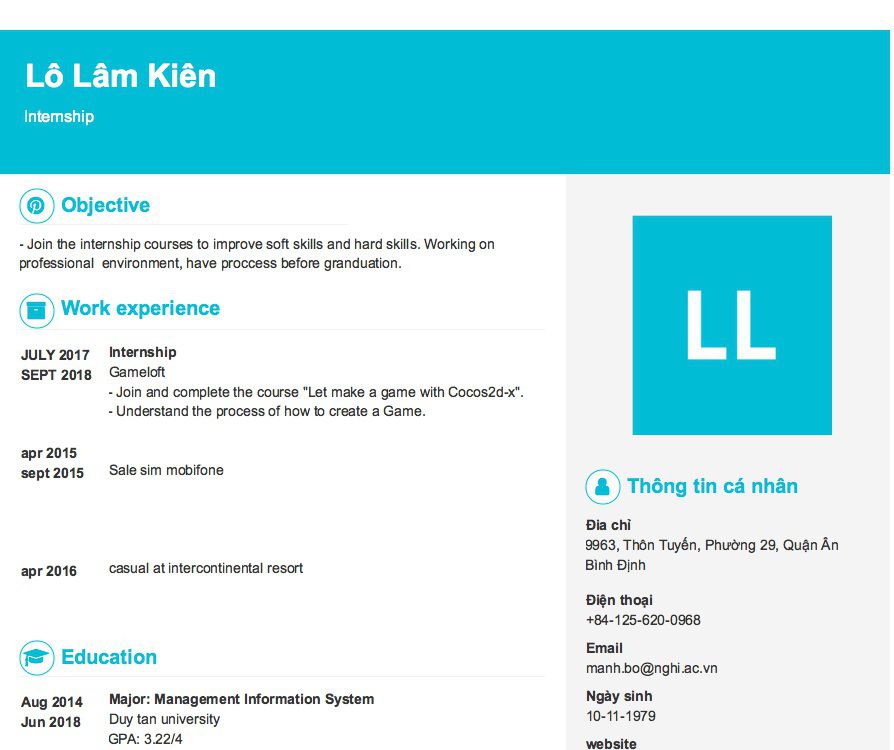 Lô Lâm Kiên
Internship
Objective
- Join the internship courses to improve soft skills and hard skills. Working on
professional environment, have proccess before granduation.
Work experience
JULY 2017
SEPT 2018
Internship
Gameloft
- Join and complete the course "Let make a game with Cocos2d-x".
- Understand the process of how to create a Game.
apr 2015
sept 2015
Sale sim mobifone
apr 2016
casual at intercontinental resort
Education
Aug 2014
Jun 2018
Major: Management Information System
Duy tan university
GPA: 3.22/4
LL
Thông tin cá nhân
Đia chỉ
9963, Thôn Tuyến, Phường 29, Quận Ân
Bình Định
Điện thoại
+84-125-620-0968
Email
manh.bo@nghi.ac.vn
Ngày sinh
10-11-1979
website